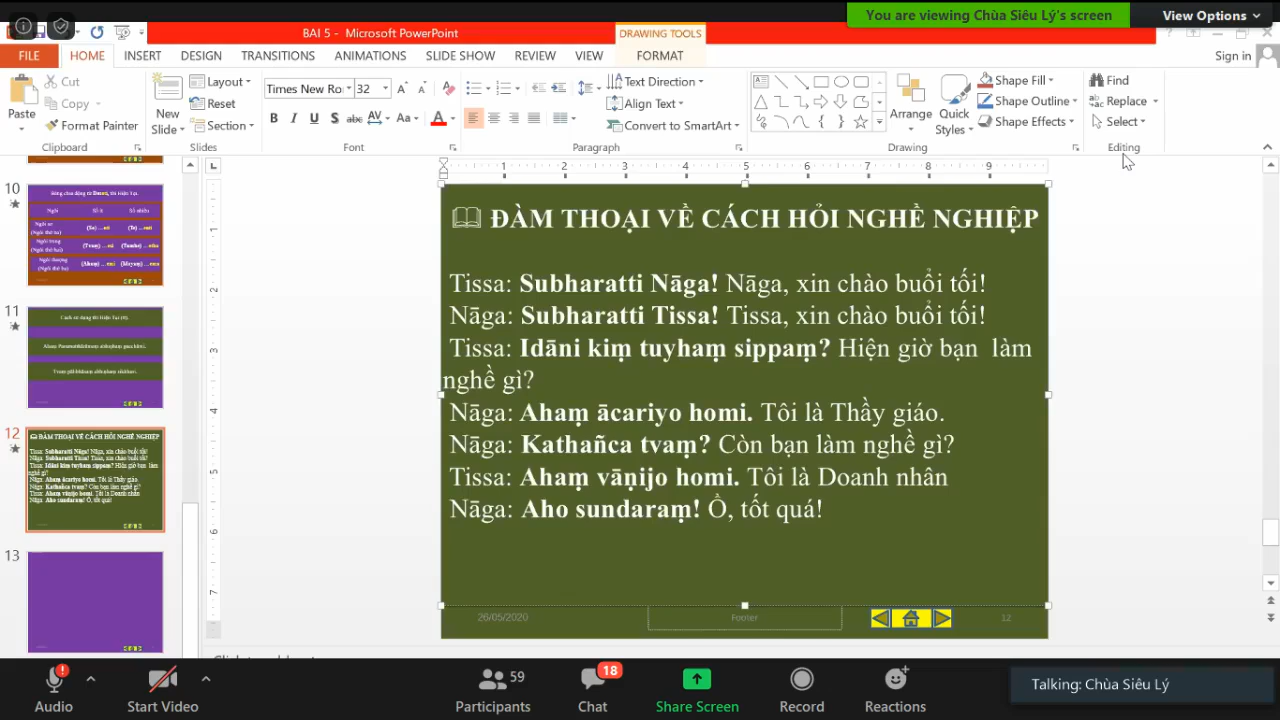 You are viewing Chùa Siêu Lý's screen
View Options
BAI 5 - Microsoft PowerPoint
DRAWING TOOLS
FILE HOME INSERT DESIGN TRANSITIONS ANIMATIONS SLIDE SHOW REVIEW VIEW FORMAT
Sign in
Paste
Cut
Copy
Format Painter
Clipboard
New Slide
Layout
Reset
Section
Slides
Times New Ro 32
Font
Text Direction
Align Text
Convert to SmartArt
Paragraph
Arrange
Quick Styles
Shape Fill
Shape Outline
Shape Effects
Drawing
Find
Replace
Select
Editing
10
11
12
13
ĐÀM THOẠI VỀ CÁCH HỎI NGHỀ NGHIỆP
Tissa: Subharatti Nāga! Nāga, xin chào buổi tối!
Nāga: Subharatti Tissa! Tissa, xin chào buổi tối!
Tissa: Idāni kiṃ tuyhaṃ sippaṃ? Hiện giờ bạn làm
nghề gì?
Nāga: Ahaṃ ācariyo homi. Tôi là Thầy giáo.
Nāga: Kathañca tvaṃ? Còn bạn làm nghề gì?
Tissa: Ahaṃ vāṇijo homi. Tôi là Doanh nhân
Nāga: Aho sundaraṃ! Ồ, tốt quá!
26/05/2020
Footer
12
Audio
Start Video
Participants 59
Chat 18
Share Screen
Record
Reactions
Talking: Chùa Siêu Lý